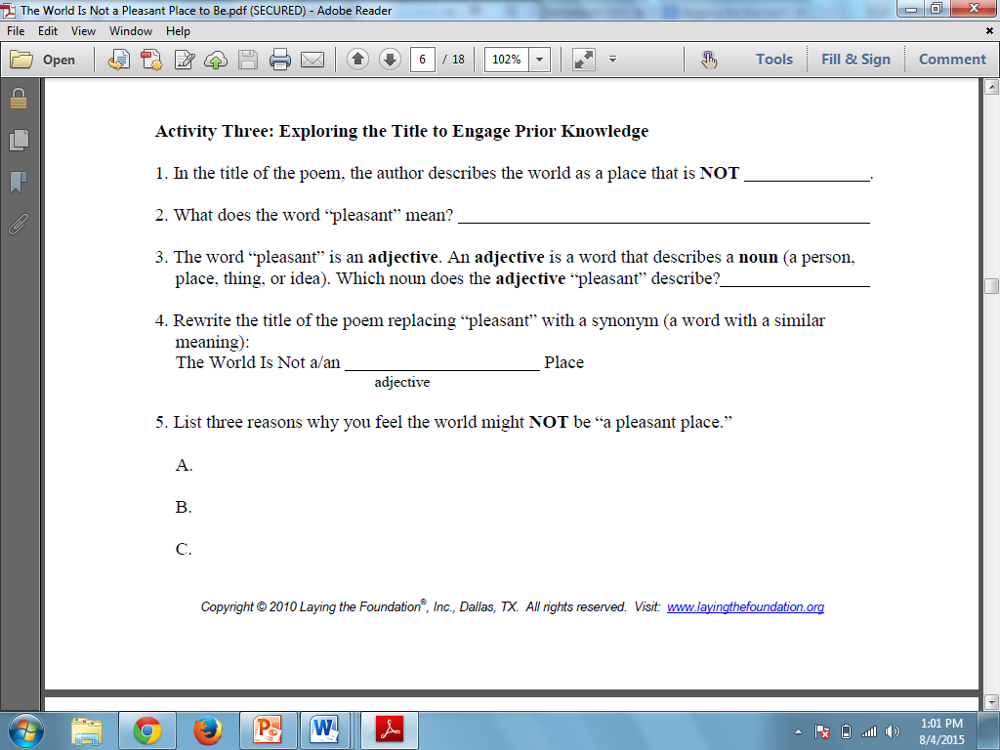 The World Is Not a Pleasant Place to Be.pdf (SECURED) - Adobe Reader
File Edit View Window Help
Open 6 / 18 102% Tools Fill & Sign Comment
Activity Three: Exploring the Title to Engage Prior Knowledge
1. In the title of the poem, the author describes the world as a place that is NOT ______________.
2. What does the word “pleasant” mean? ______________
3. The word “pleasant” is an adjective. An adjective is a word that describes a noun (a person,
place, thing, or idea). Which noun does the adjective “pleasant” describe?______________
4. Rewrite the title of the poem replacing “pleasant” with a synonym (a word with a similar
meaning):
The World Is Not a/an ______________ Place
adjective
5. List three reasons why you feel the world might NOT be “a pleasant place.”
A.
B.
C.
Copyright © 2010 Laying the Foundation®, Inc., Dallas, TX. All rights reserved. Visit: www.layingthefoundation.org
1:01 PM
8/4/2015